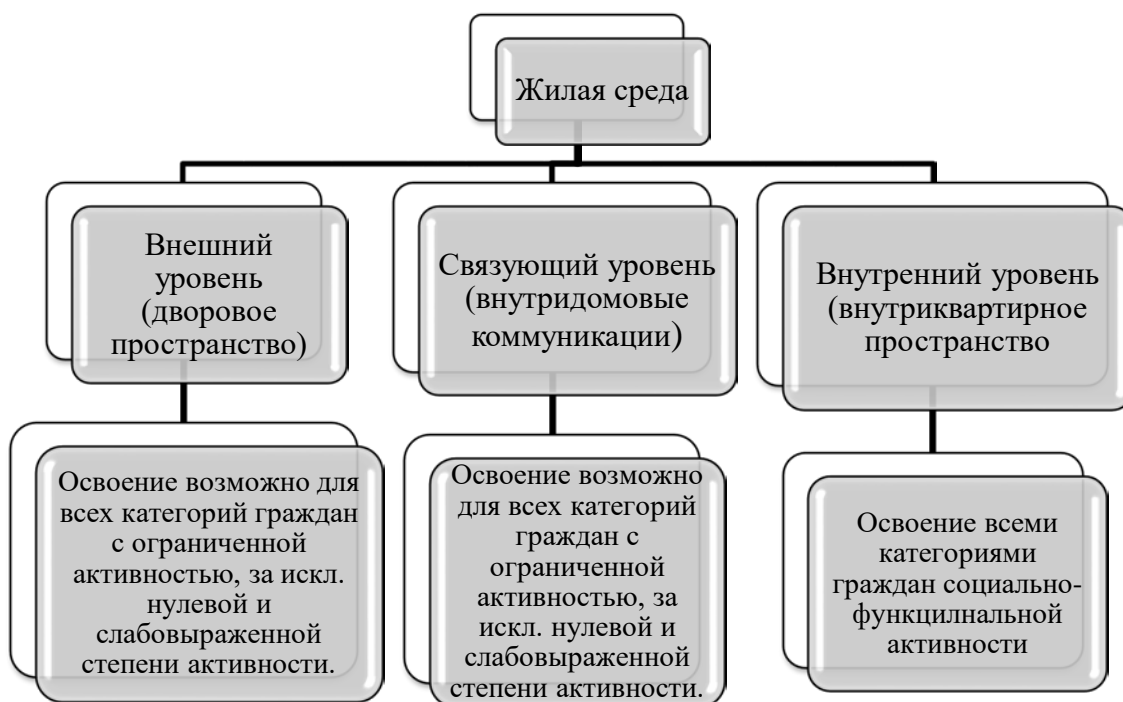 Жилая среда
Внешний
уровень
(дворовое
пространство)
Связующий уровень
(внутридомовые
коммуникации)
Внутренний уровень
(внутриквартирное
пространство
Освоение возможно для
всех категорий граждан
с ограниченной
активностью, за искл.
нулевой и
слабовыраженной
степени активности.
Освоение возможно
для всех категорий
граждан с
ограниченной
активностью, за
искл. нулевой и
слабовыраженной
степени активности.
Освоение всеми
категориями
граждан социально-
функцилнальной
активности